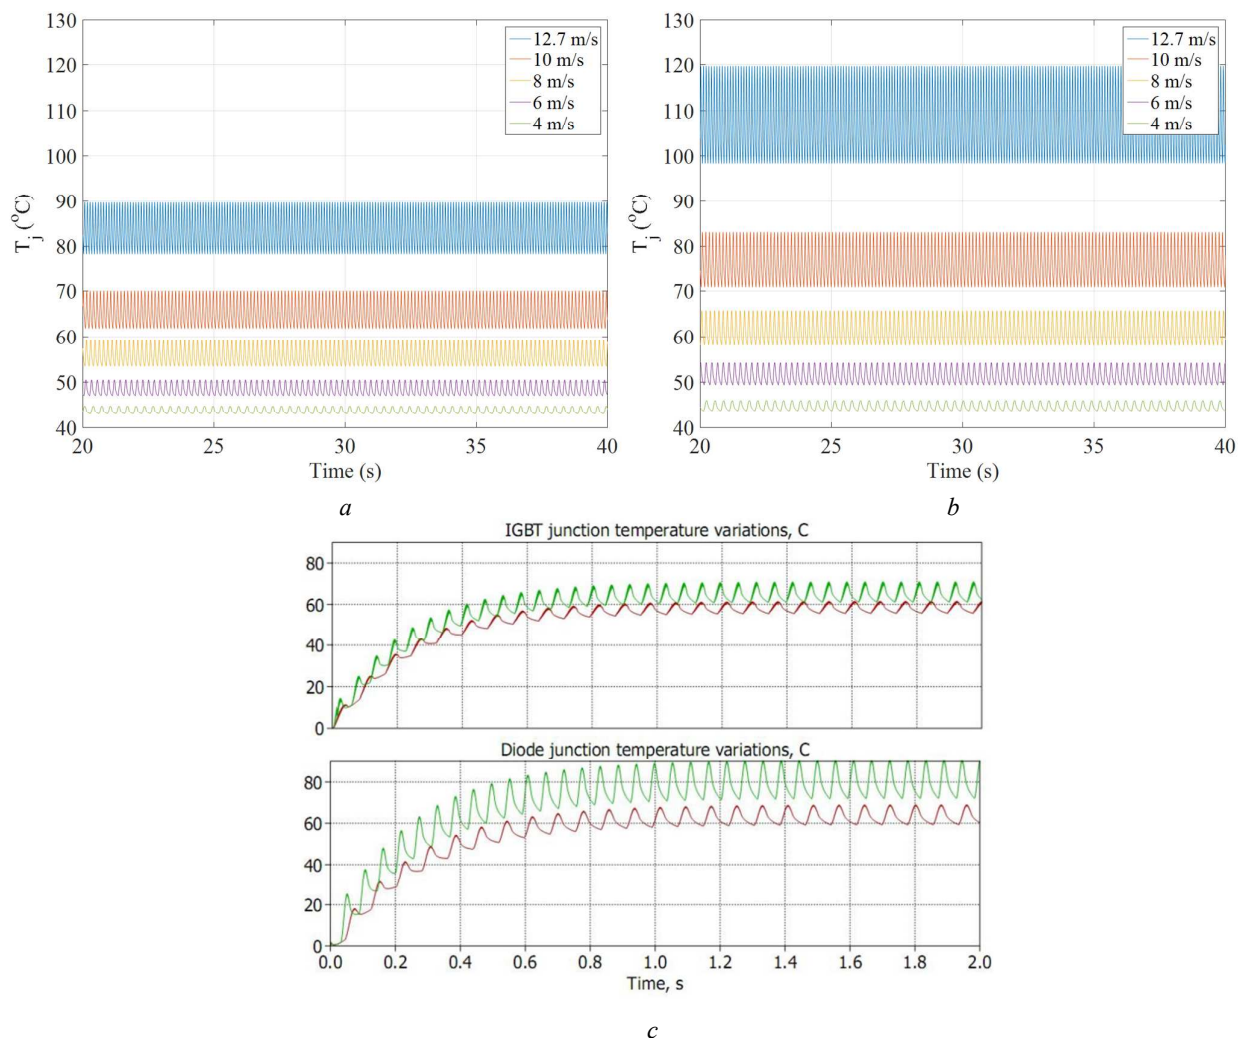 130
120
110
100
90
80
70
60
50
40
T_j (°C)
20
25
30
35
40
Time (s)
12.7 m/s
10 m/s
8 m/s
6 m/s
4 m/s
a
130
120
110
100
90
80
70
60
50
40
T_j (°C)
20
25
30
35
40
Time (s)
12.7 m/s
10 m/s
8 m/s
6 m/s
4 m/s
b
IGBT junction temperature variations, C
80
60
40
20
0
Diode junction temperature variations, C
80
60
40
20
0
0.0
0.2
0.4
0.6
0.8
1.0
1.2
1.4
1.6
1.8
2.0
Time, s
c